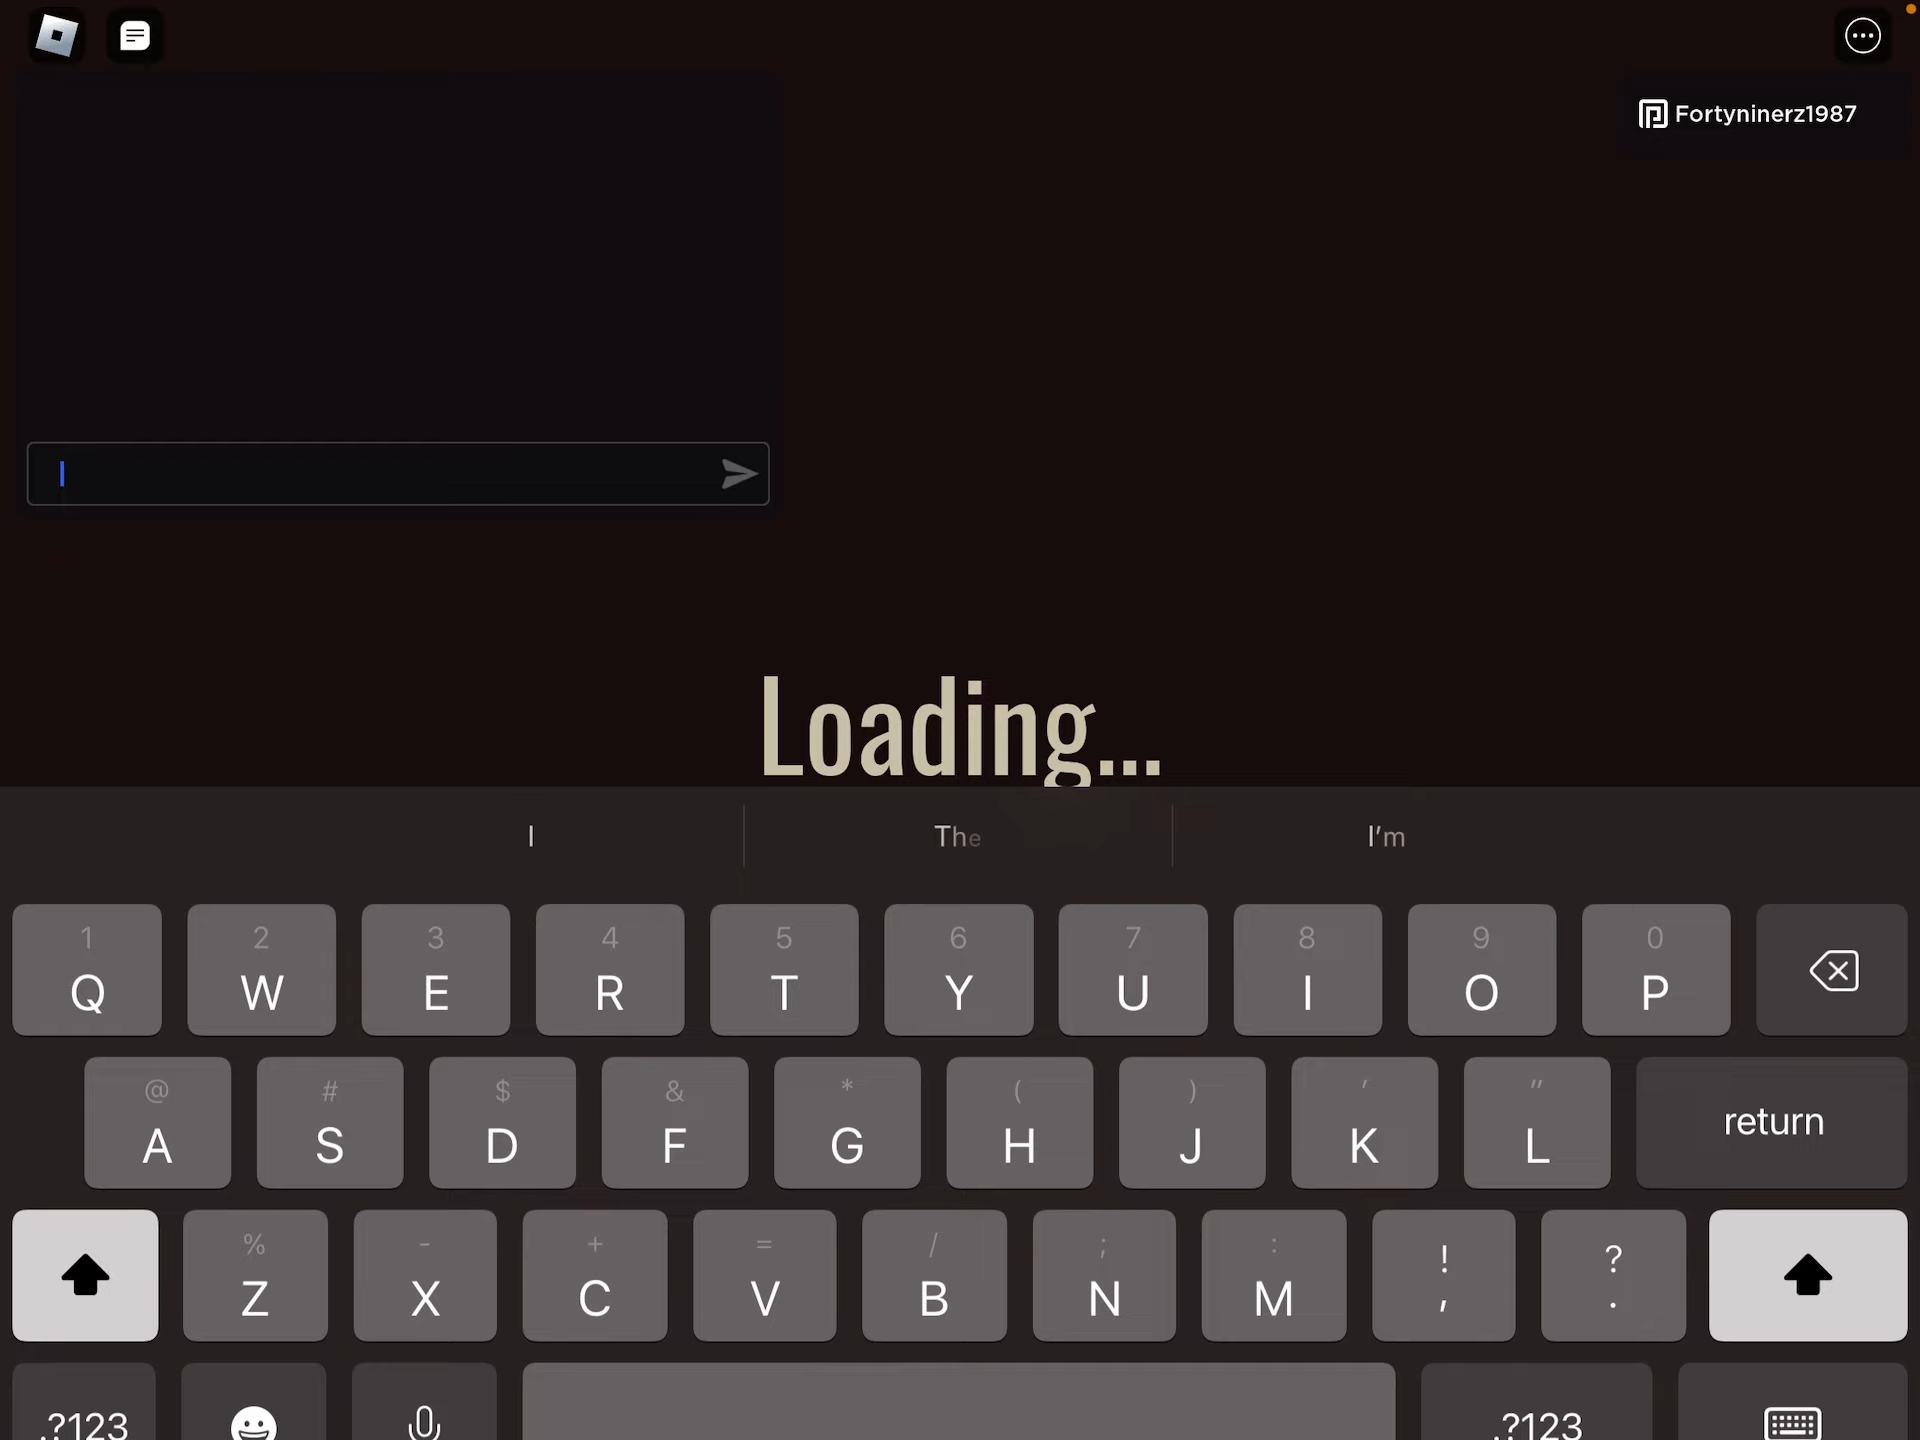 Fortyninerz1987
Loading...
I The I'm
1 2 3 4 5 6 7 8 9 0
Q W E R T Y U I O P
@ # $ & * ( ) ' "
A S D F G H J K L return
% - + = / ; : ! ?
Z X C V B N M , .
.?123 .?123